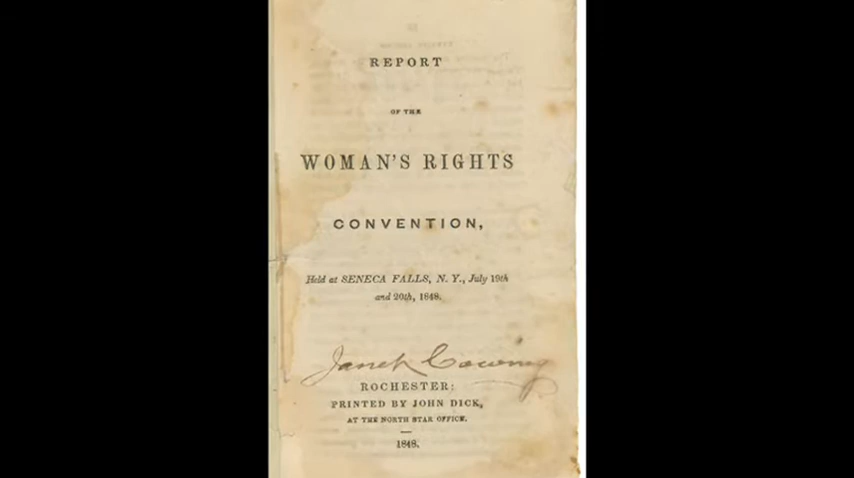 REPORT
OF THE
WOMAN'S RIGHTS
CONVENTION,
Held at SENECA FALLS, N. Y., July 19th
and 20th, 1848.
ROCHESTER:
PRINTED BY JOHN DICK,
AT THE NORTH STAR OFFICE.
1848.